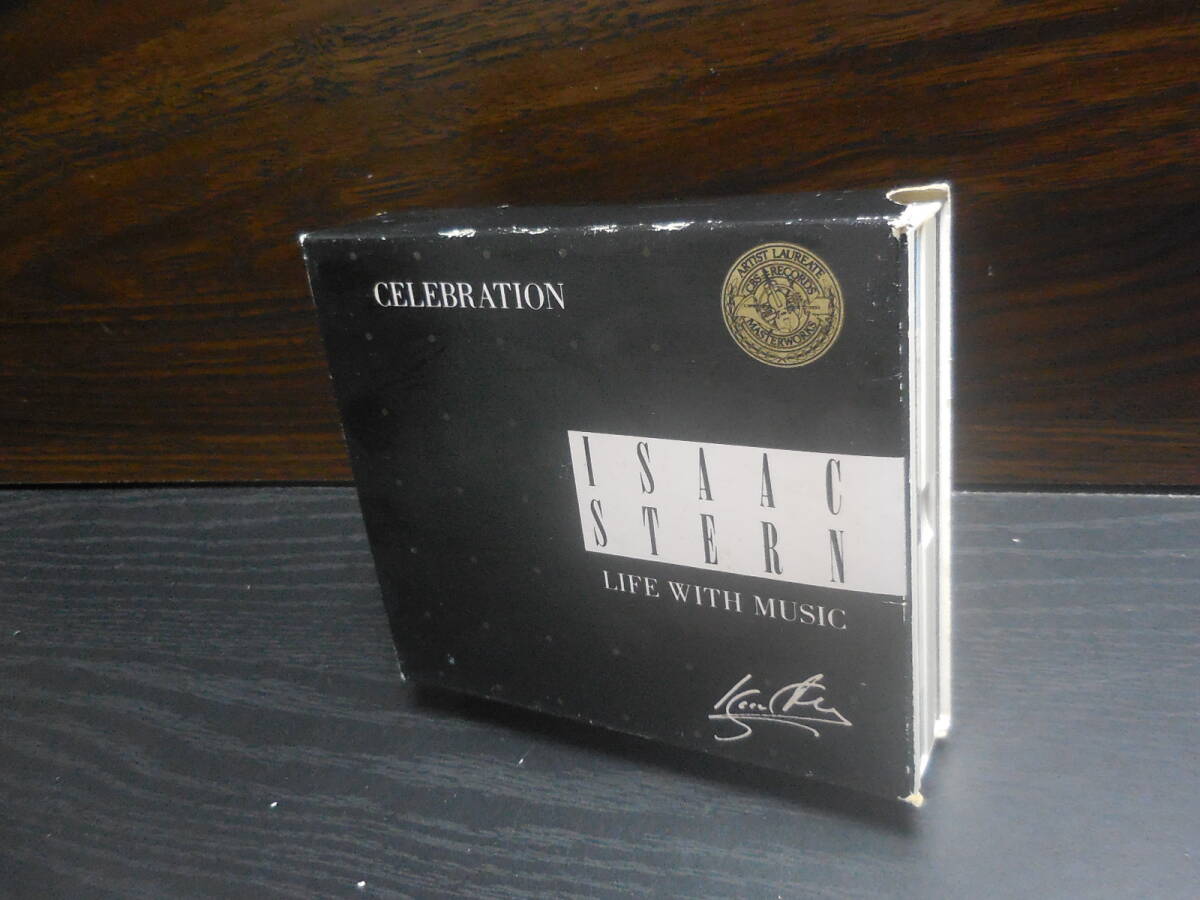 CELEBRATION
ARTIST LAUREATE
CBS RECORDS
MASTERWORKS
ISAAC
STERN
LIFE WITH MUSIC